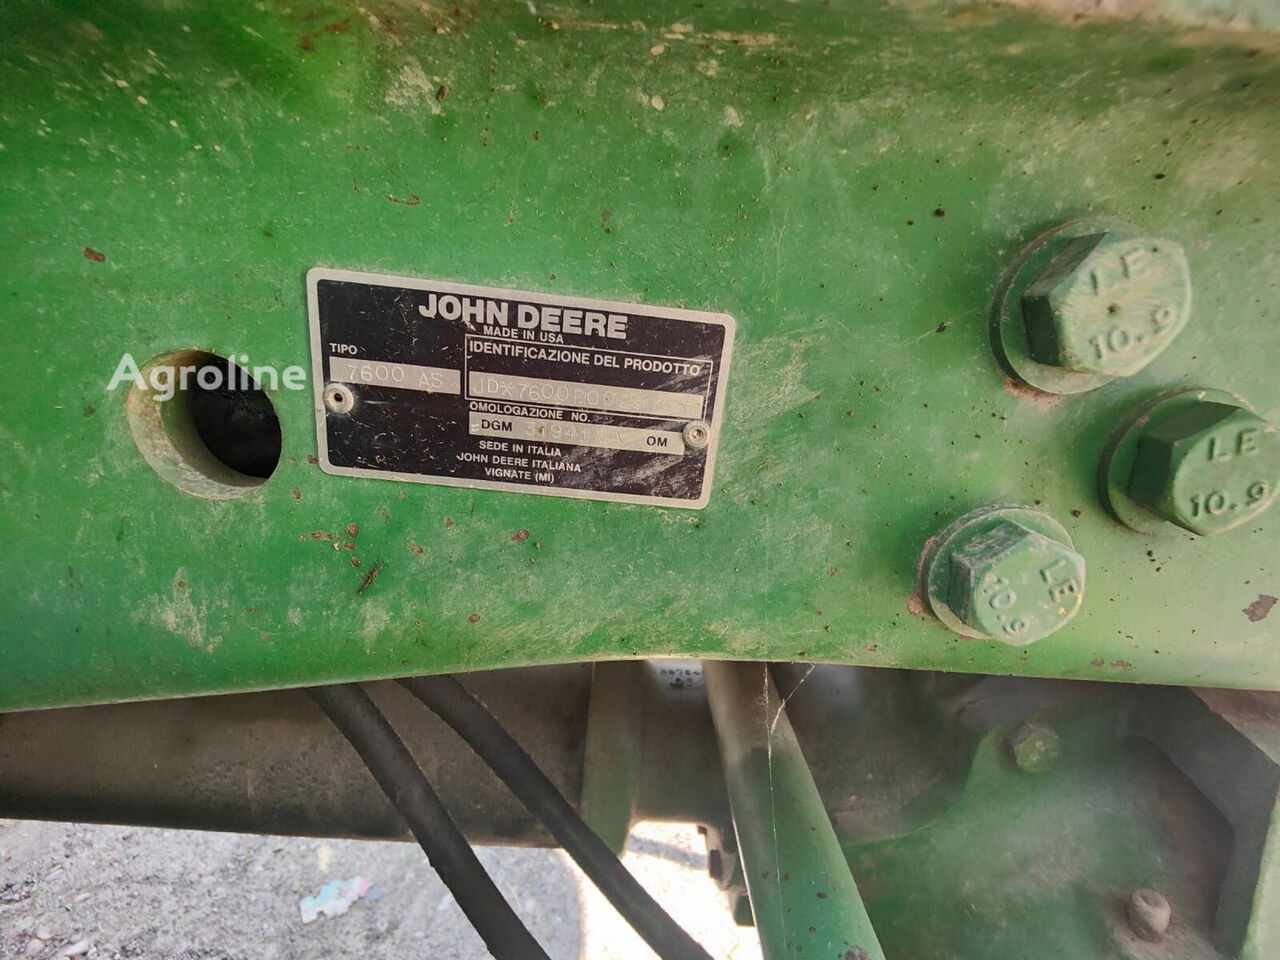 JOHN DEERE
MADE IN USA
TIPO
IDENTIFICAZIONE DEL PRODOTTO
7600 AS
OMOLOGAZIONE NO.
DGM OM
SEDE IN ITALIA
JOHN DEERE ITALIANA
VIGNATE (MI)
Agroline
LE
10.9
LE
10.9
LE
10.9